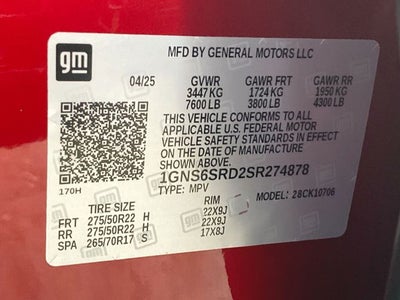 gm
MFD BY GENERAL MOTORS LLC
04/25 GVWR GAWR FRT GAWR RR
3447 KG 1724 KG 1950 KG
7600 LB 3800 LB 4300 LB
THIS VEHICLE CONFORMS TO ALL
APPLICABLE U.S. FEDERAL MOTOR
VEHICLE SAFETY STANDARDS IN EFFECT
ON THE DATE OF MANUFACTURE
SHOWN ABOVE.
1GNS6SRD2SR274878
170H TYPE: MPV MODEL: 28CK10706
TIRE SIZE RIM
FRT 275/50R22 H 22X9J
RR 275/50R22 H 22X9J
SPA 265/70R17 S 17X8J